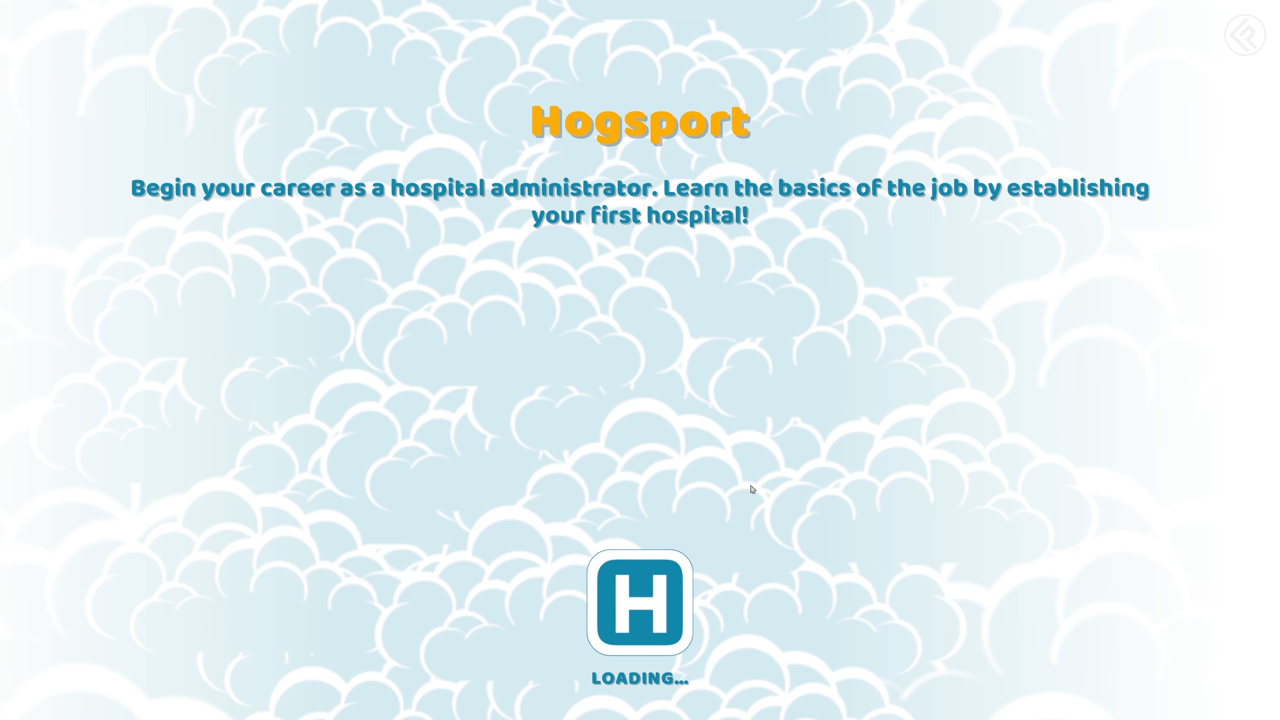 Hogsport
Begin your career as a hospital administrator. Learn the basics of the job by establishing
your first hospital!
H
LOADING...